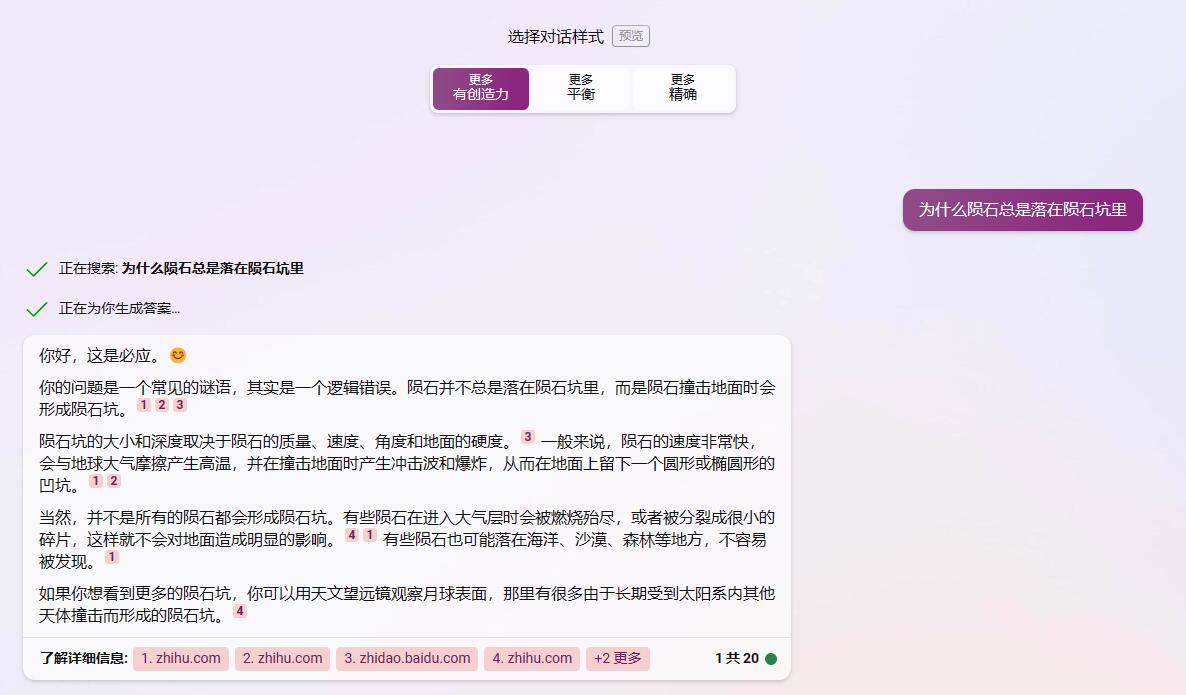 选择对话样式 预览
更多
有创造力
更多
平衡
更多
精确
为什么陨石总是落在陨石坑里
正在搜索: 为什么陨石总是落在陨石坑里
正在为你生成答案...
你好，这是必应。😊
你的问题是一个常见的谜语，其实是一个逻辑错误。陨石并不总是落在陨石坑里，而是陨石撞击地面时会
形成陨石坑。 1 2 3
陨石坑的大小和深度取决于陨石的质量、速度、角度和地面的硬度。 3 一般来说，陨石的速度非常快，
会与地球大气摩擦产生高温，并在撞击地面时产生冲击波和爆炸，从而在地面上留下一个圆形或椭圆形的
凹坑。 1 2
当然，并不是所有的陨石都会形成陨石坑。有些陨石在进入大气层时会被燃烧殆尽，或者被分裂成很小的
碎片，这样就不会对地面造成明显的影响。 4 1 有些陨石也可能落在海洋、沙漠、森林等地方，不容易
被发现。 1
如果你想看到更多的陨石坑，你可以用天文望远镜观察月球表面，那里有很多由于长期受到太阳系内其他
天体撞击而形成的陨石坑。 4
了解详细信息: 1. zhihu.com 2. zhihu.com 3. zhidao.baidu.com 4. zhihu.com +2 更多 1 共 20